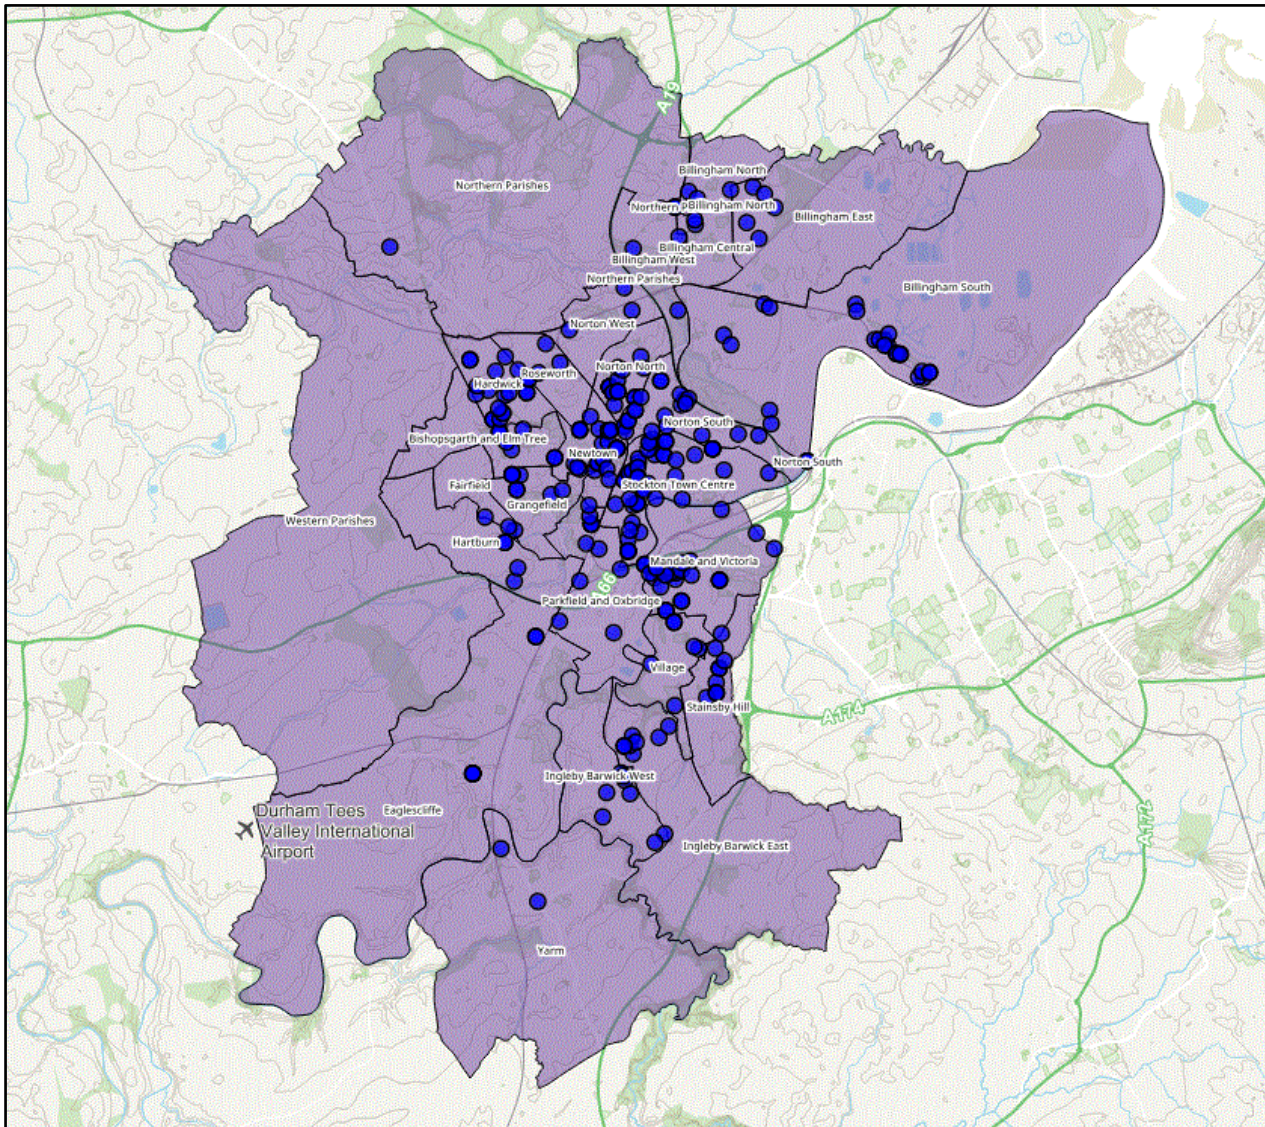 A19
Billingham North
Northern Parishes
Northern P
Billingham North
Billingham East
Billingham Central
Billingham West
Northern Parishes
Billingham South
Norton West
Norton North
Roseworth
Hardwick
Norton South
Bishopsgarth and Elm Tree
Newtown
Norton South
Fairfield
Stockton Town Centre
Grangefield
Western Parishes
Hartburn
Mandale and Victoria
A66
Parkfield and Oxbridge
Village
Stainsby Hill
A174
Ingleby Barwick West
Eaglescliffe
Durham Tees
Valley International
Airport
A172
Ingleby Barwick East
Yarm